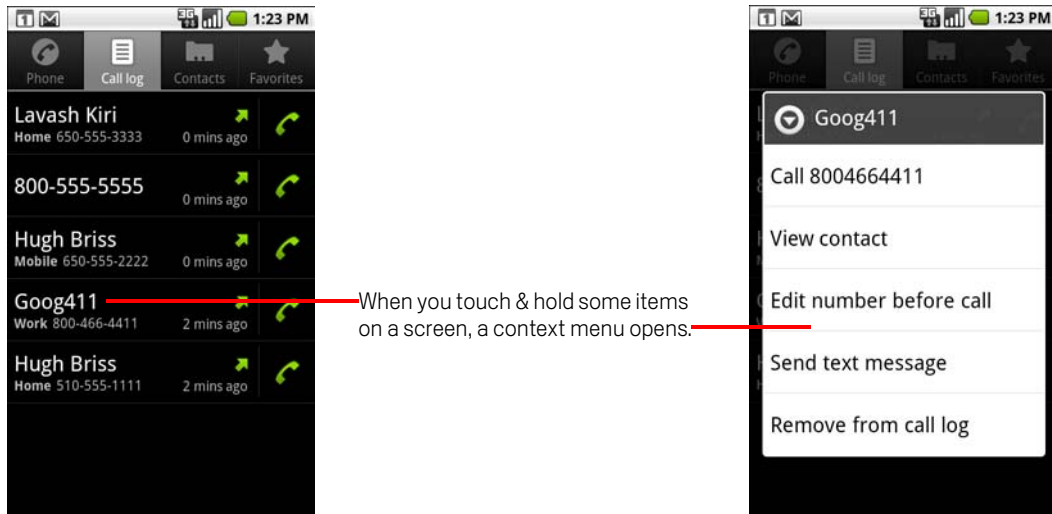 1 1:23 PM
Phone Call log Contacts Favorites
Lavash Kiri
Home 650-555-3333 0 mins ago
800-555-5555
0 mins ago
Hugh Briss
Mobile 650-555-2222 0 mins ago
Goog411
Work 800-466-4411 2 mins ago
Hugh Briss
Home 510-555-1111 2 mins ago
When you touch & hold some items
on a screen, a context menu opens.
1 3G 1:23 PM
Phone Call log Contacts Favorites
Goog411
Call 8004664411
View contact
Edit number before call
Send text message
Remove from call log